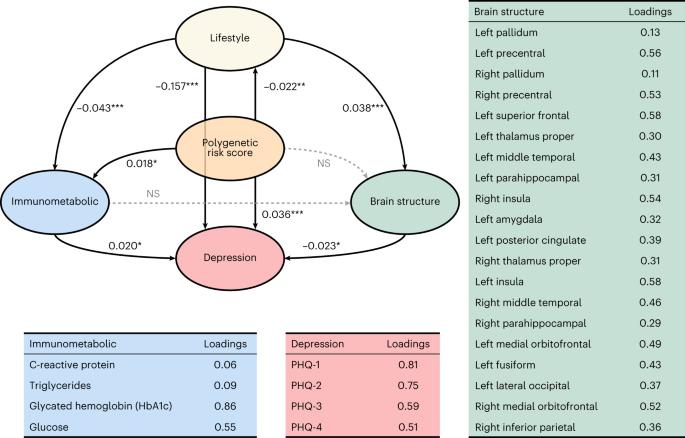 Lifestyle
−0.157***
−0.022**
−0.043***
0.038***
Polygenetic
risk score
0.018*
NS
NS
Immunometabolic
Brain structure
0.036***
0.020*
Depression
−0.023*
Immunometabolic Loadings
C-reactive protein 0.06
Triglycerides 0.09
Glycated hemoglobin (HbA1c) 0.86
Glucose 0.55
Depression Loadings
PHQ-1 0.81
PHQ-2 0.75
PHQ-3 0.59
PHQ-4 0.51
Brain structure Loadings
Left pallidum 0.13
Left precentral 0.56
Right pallidum 0.11
Right precentral 0.53
Left superior frontal 0.58
Left thalamus proper 0.30
Left middle temporal 0.43
Left parahippocampal 0.31
Right insula 0.54
Left amygdala 0.32
Left posterior cingulate 0.39
Right thalamus proper 0.31
Left insula 0.58
Right middle temporal 0.46
Right parahippocampal 0.29
Left medial orbitofrontal 0.49
Left fusiform 0.43
Left lateral occipital 0.37
Right medial orbitofrontal 0.52
Right inferior parietal 0.36